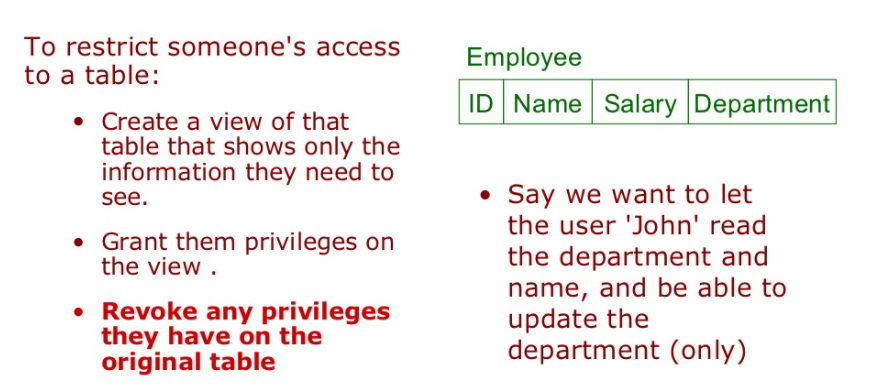 To restrict someone's access
to a table:
• Create a view of that
table that shows only the
information they need to
see.
• Grant them privileges on
the view .
• Revoke any privileges
they have on the
original table
Employee
ID Name Salary Department
• Say we want to let
the user 'John' read
the department and
name, and be able to
update the
department (only)